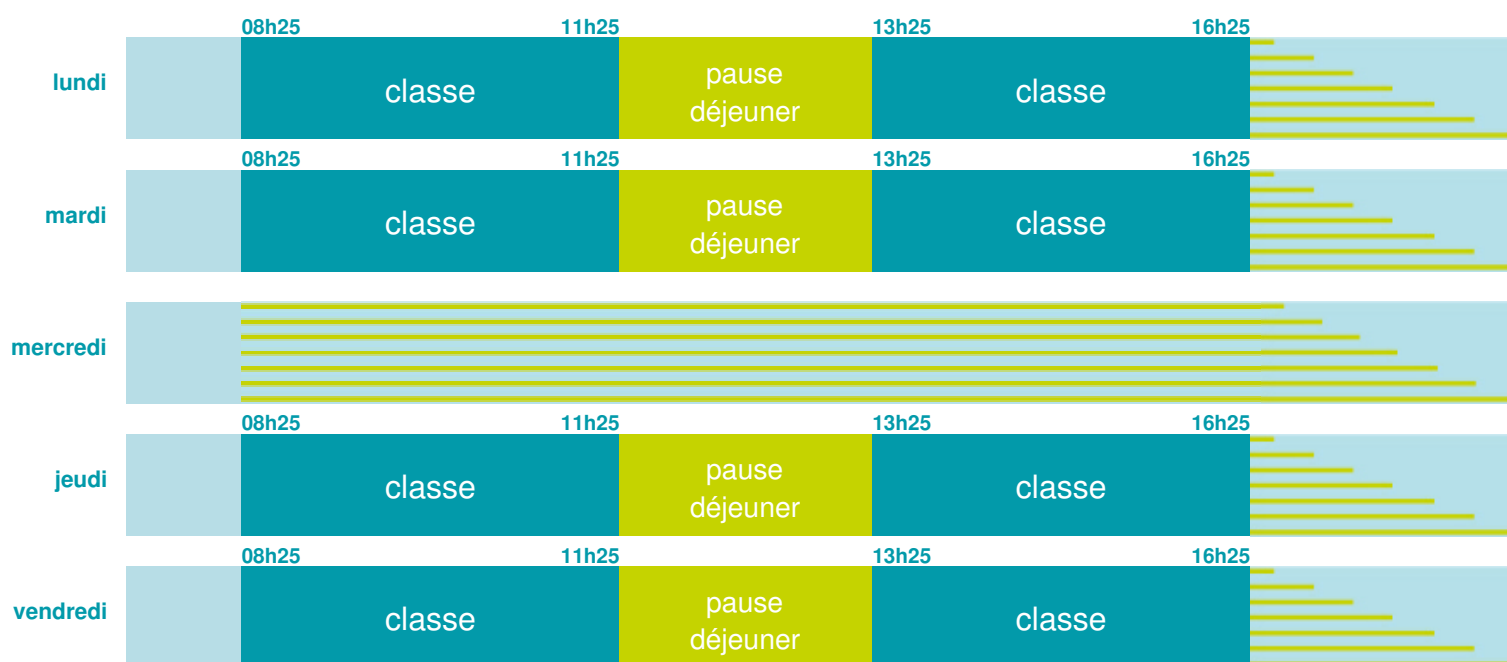 08h25 11h25 13h25 16h25
lundi classe pause déjeuner classe
08h25 11h25 13h25 16h25
mardi classe pause déjeuner classe
mercredi
08h25 11h25 13h25 16h25
jeudi classe pause déjeuner classe
08h25 11h25 13h25 16h25
vendredi classe pause déjeuner classe